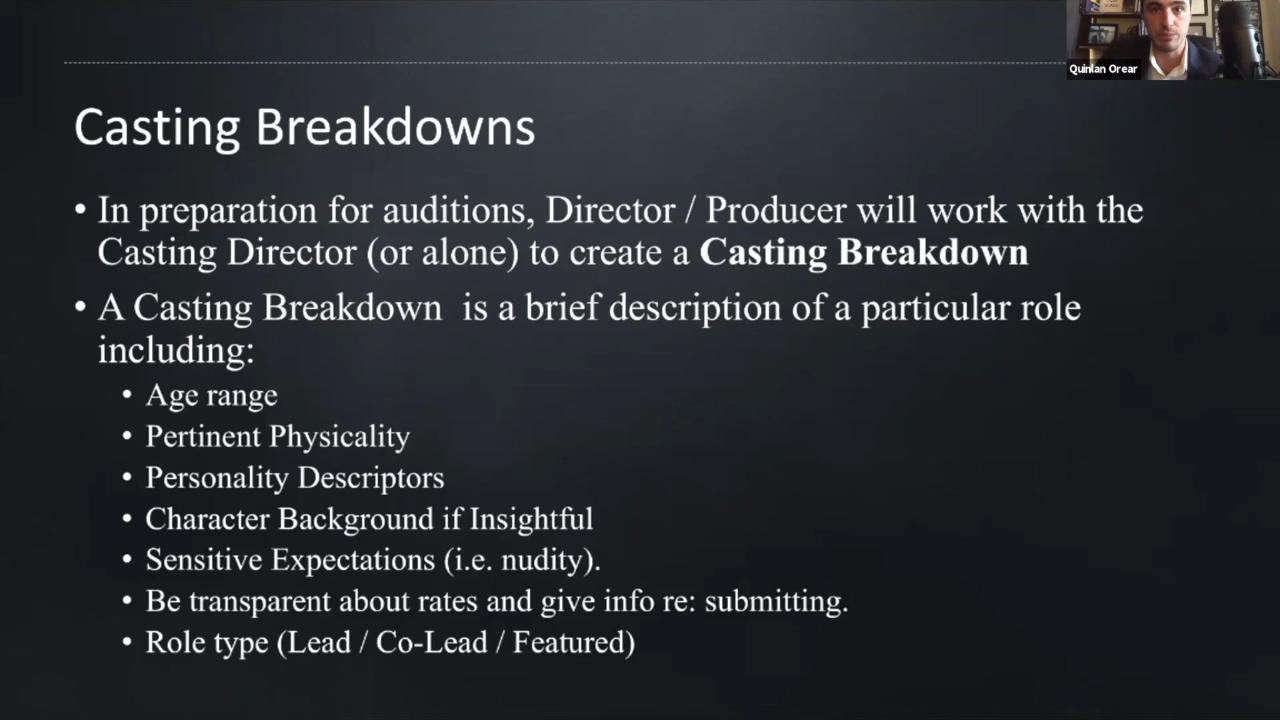 Quinlan Orear
Casting Breakdowns
• In preparation for auditions, Director / Producer will work with the
Casting Director (or alone) to create a Casting Breakdown
• A Casting Breakdown  is a brief description of a particular role
including:
• Age range
• Pertinent Physicality
• Personality Descriptors
• Character Background if Insightful
• Sensitive Expectations (i.e. nudity).
• Be transparent about rates and give info re: submitting.
• Role type (Lead / Co-Lead / Featured)